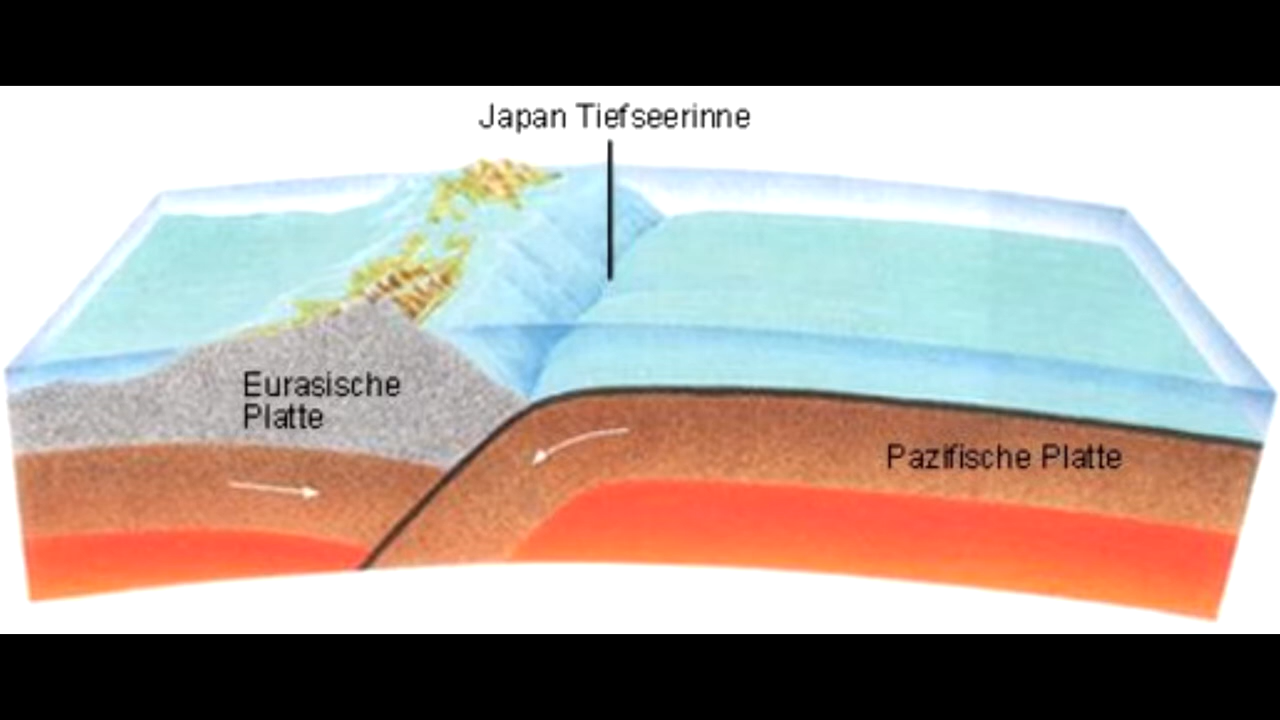 Japan Tiefseerinne
Eurasische
Platte
Pazifische Platte